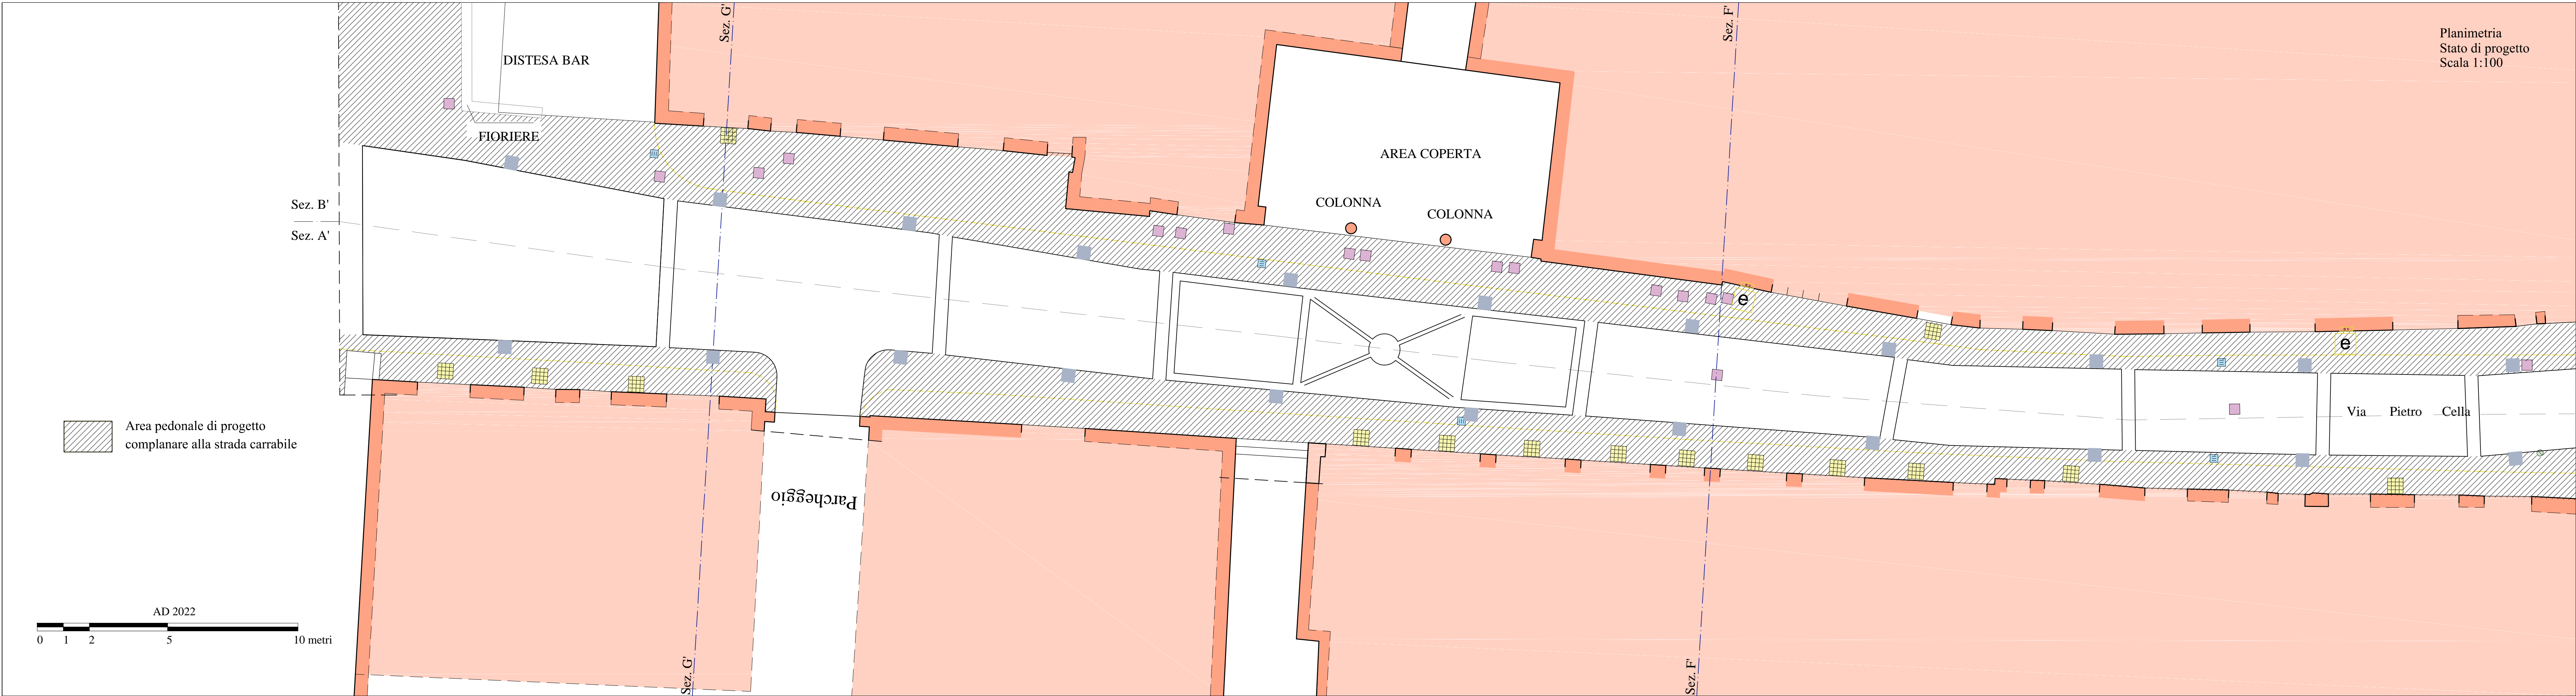 Sez. G'
Sez. F'
Planimetria
Stato di progetto
Scala 1:100
DISTESA BAR
FIORIERE
AREA COPERTA
COLONNA
COLONNA
Sez. B'
Sez. A'
e
e
Via Pietro Cella
Area pedonale di progetto
complanare alla strada carrabile
Parcheggio
AD 2022
0 1 2 5 10 metri
Sez. G'
Sez. F'